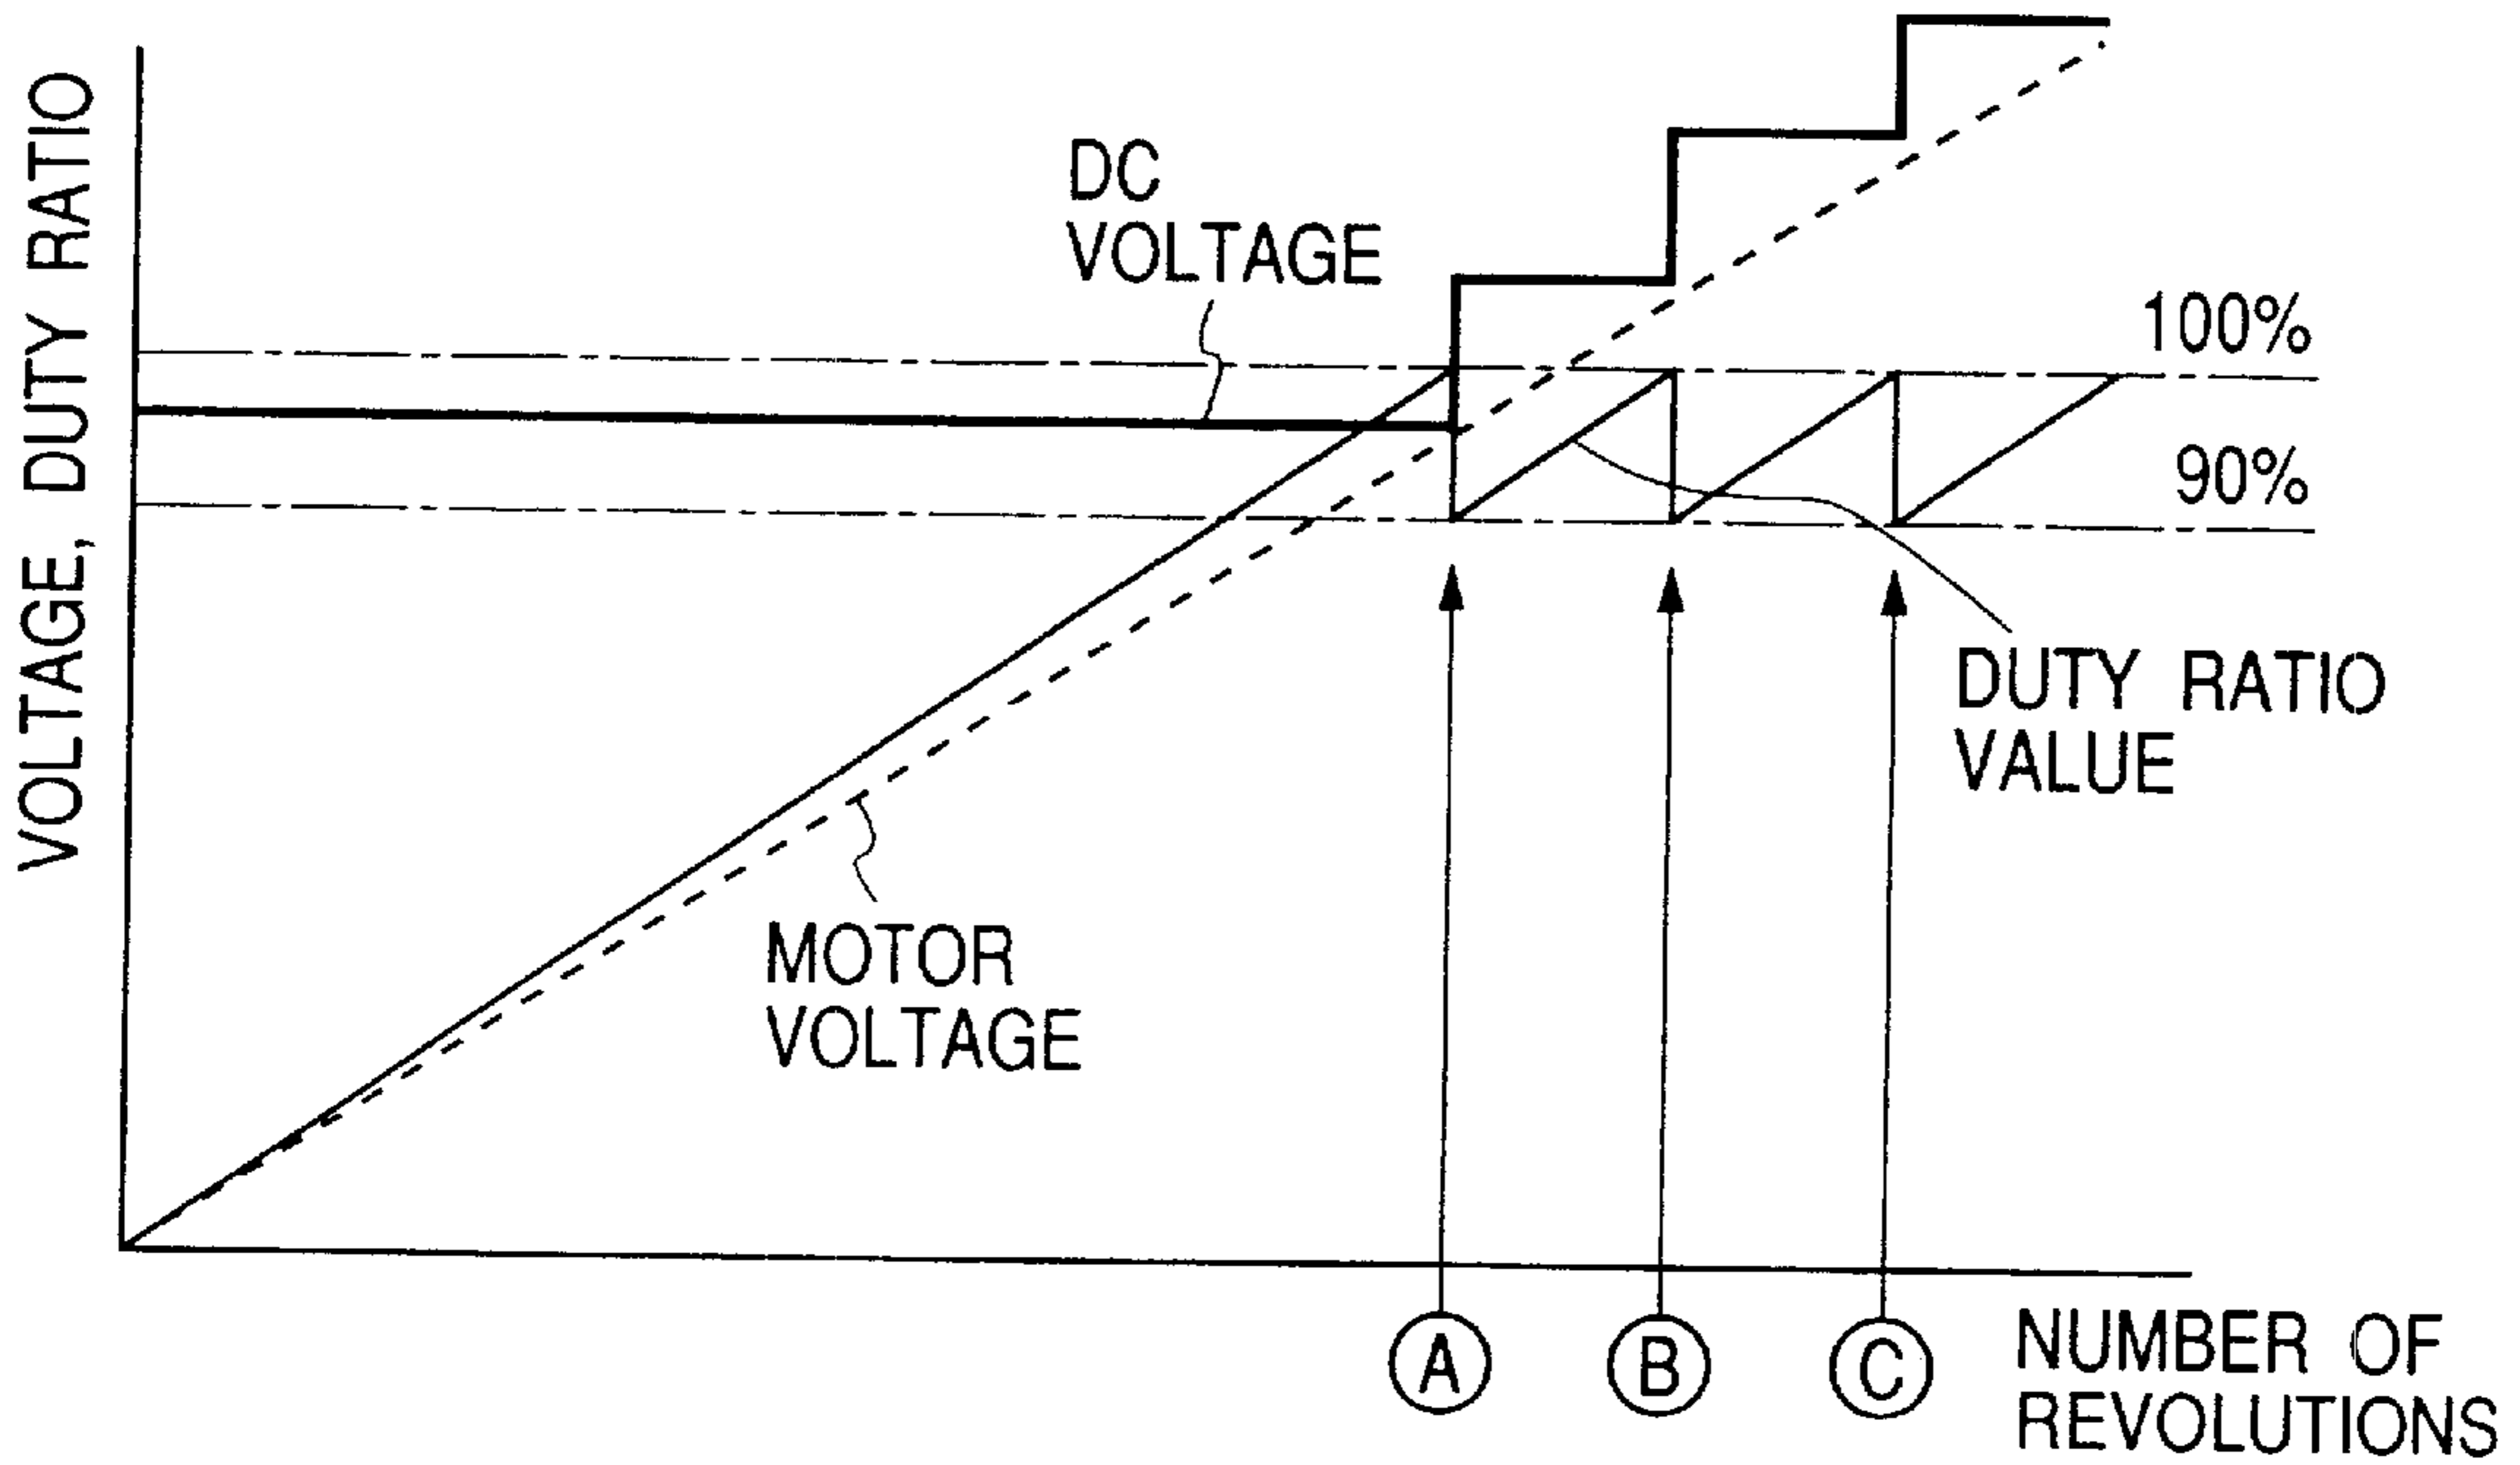 VOLTAGE, DUTY RATIO
DC
VOLTAGE
100%
90%
DUTY RATIO
VALUE
MOTOR
VOLTAGE
A
B
C
NUMBER OF
REVOLUTIONS